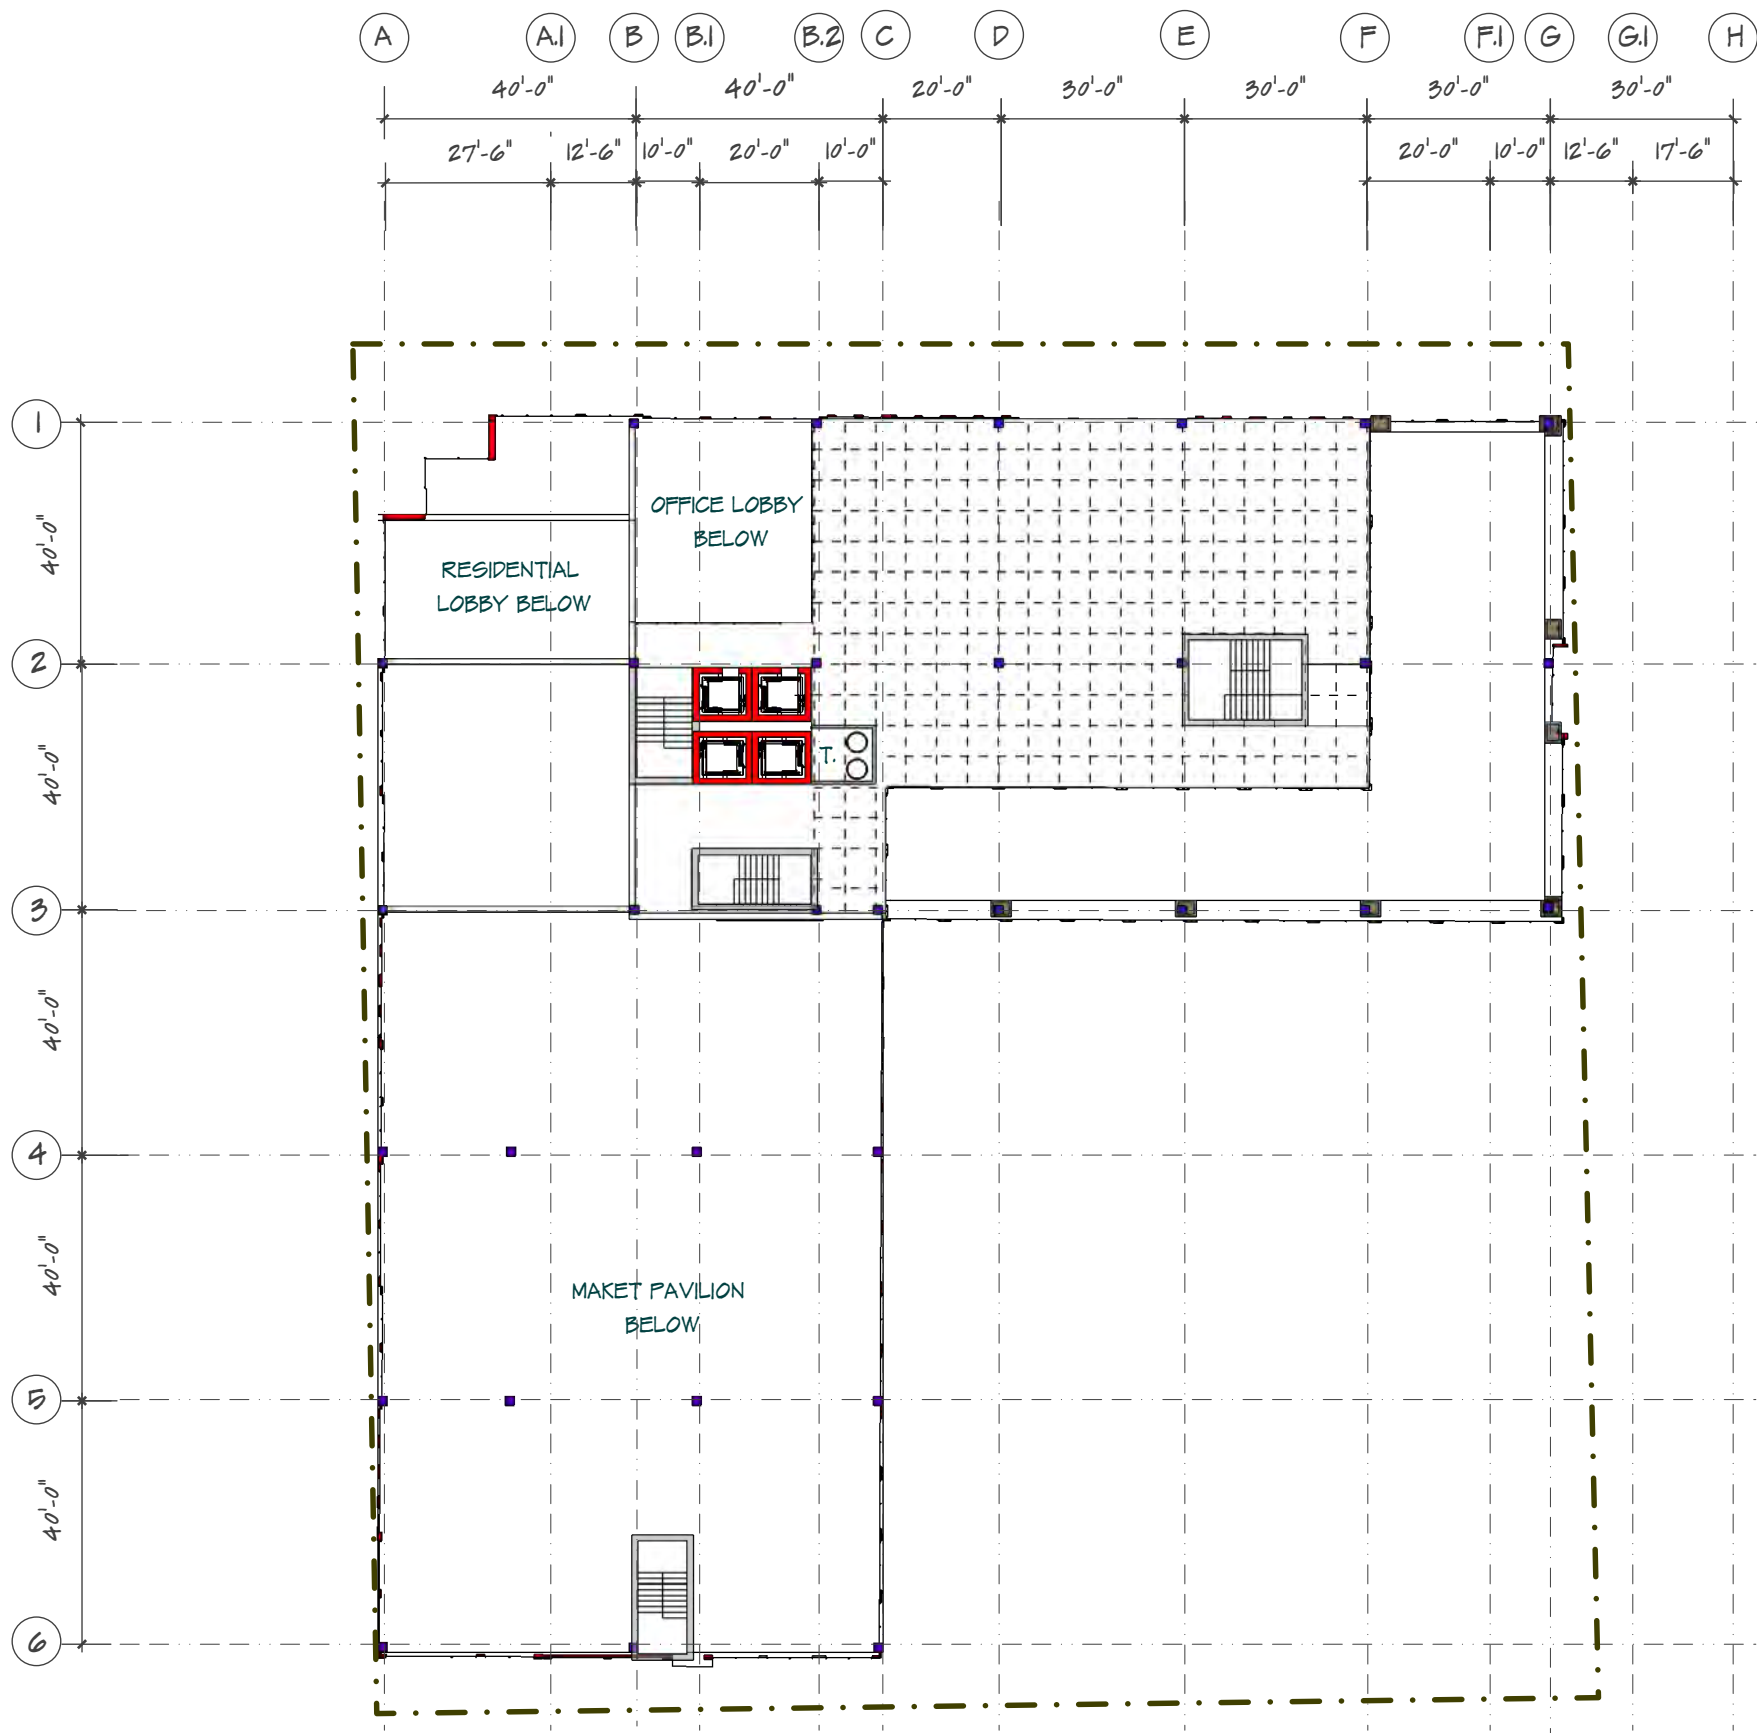 A A.1 B B.1 B.2 C D E F F.1 G G.1 H
40'-0" 40'-0" 20'-0" 30'-0" 30'-0" 30'-0" 30'-0"
27'-6" 12'-6" 10'-0" 20'-0" 10'-0" 20'-0" 10'-0" 12'-6" 17'-6"
1
40'-0"
OFFICE LOBBY
BELOW
RESIDENTIAL
LOBBY BELOW
2
40'-0"
T.
3
40'-0"
4
40'-0"
MAKET PAVILION
BELOW
5
40'-0"
6